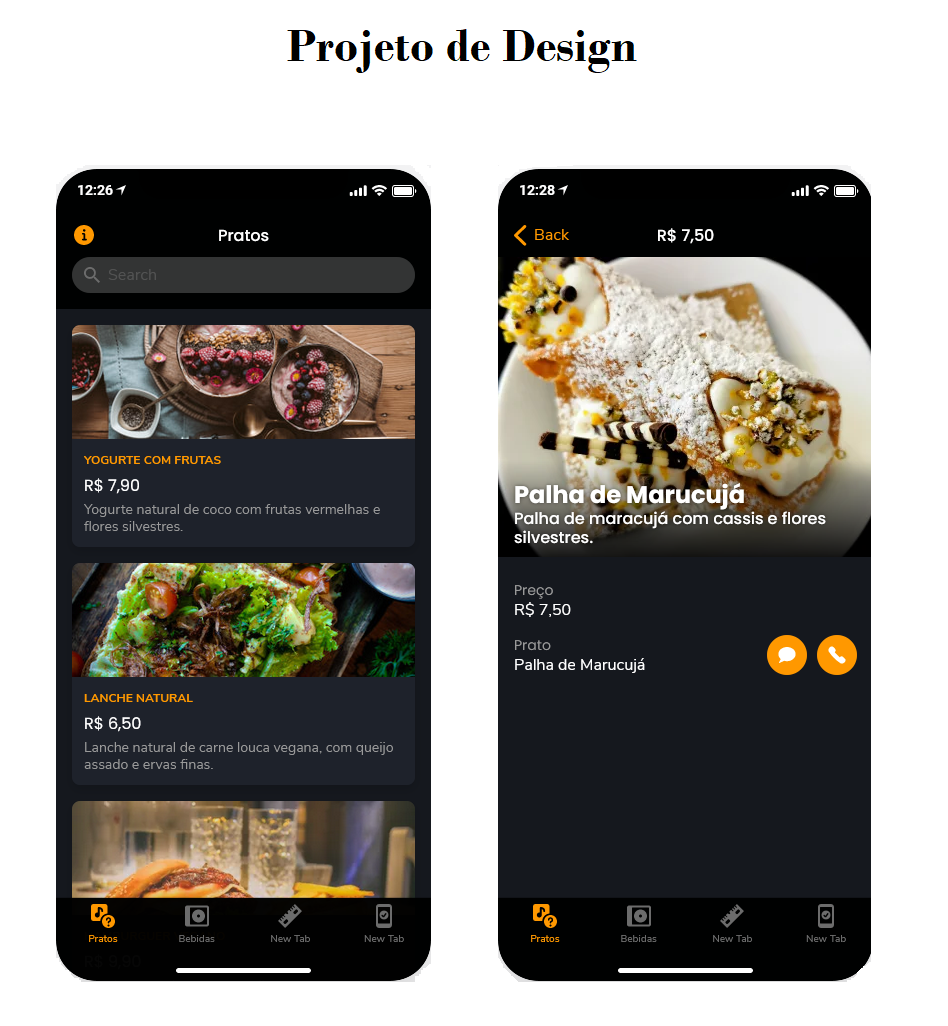 Projeto de Design
12:26
Pratos
Search
YOGURTE COM FRUTAS
R$ 7,90
Yogurte natural de coco com frutas vermelhas e
flores silvestres.
LANCHE NATURAL
R$ 6,50
Lanche natural de carne louca vegana, com queijo
assado e ervas finas.
R$ 9,90
Pratos
Bebidas
New Tab
New Tab
12:28
Back
R$ 7,50
Palha de Marucujá
Palha de maracujá com cassis e flores
silvestres.
Preço
R$ 7,50
Prato
Palha de Marucujá
Pratos
Bebidas
New Tab
New Tab